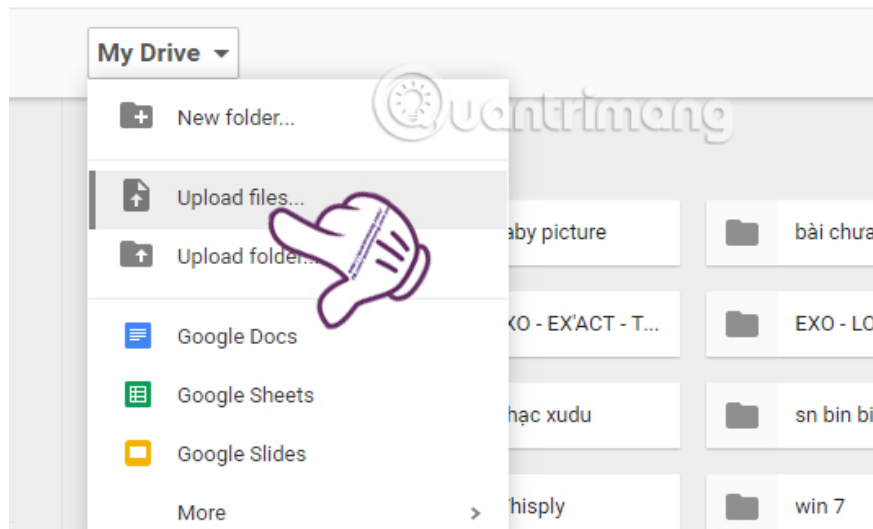 My Drive
Quantrimang
New folder...
Upload files...
Upload folder...
aby picture
bài chưa
Google Docs
XO - EX'ACT - T...
EXO - LO
Google Sheets
hạc xudu
sn bin bi
Google Slides
More
hisply
win 7